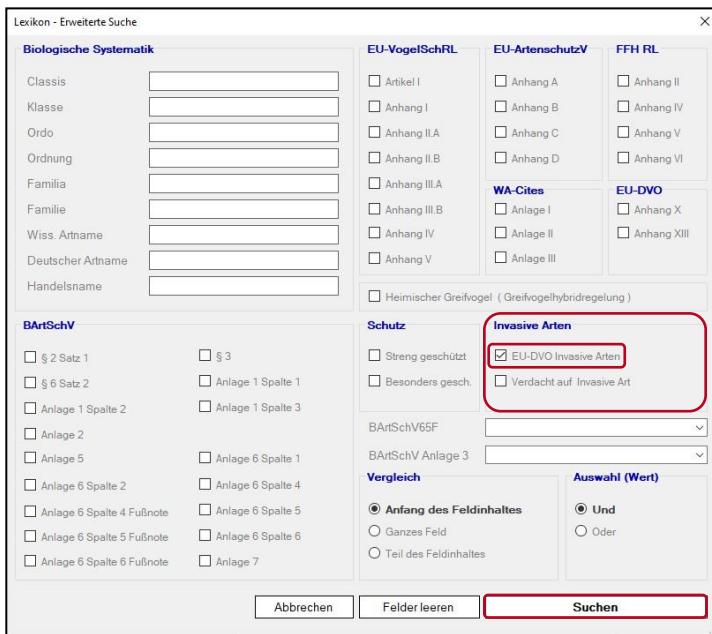 Lexikon - Erweiterte Suche
Biologische Systematik
Classis
Klasse
Ordo
Ordnung
Familia
Familie
Wiss. Artname
Deutscher Artname
Handelsname
EU-VogelSchRL
Artikel I
Anhang I
Anhang II.A
Anhang II.B
Anhang III.A
Anhang III.B
Anhang IV
Anhang V
EU-ArtenschutzV
Anhang A
Anhang B
Anhang C
Anhang D
FFH RL
Anhang II
Anhang IV
Anhang V
Anhang VI
WA-Cites
Anlage I
Anlage II
Anlage III
EU-DVO
Anhang X
Anhang XIII
Heimischer Greifvogel ( Greifvogelhybridregelung )
BArtSchV
§ 2 Satz 1
§ 3
§ 6 Satz 2
Anlage 1 Spalte 1
Anlage 1 Spalte 2
Anlage 1 Spalte 3
Anlage 2
Anlage 5
Anlage 6 Spalte 1
Anlage 6 Spalte 2
Anlage 6 Spalte 4
Anlage 6 Spalte 4 Fußnote
Anlage 6 Spalte 5
Anlage 6 Spalte 5 Fußnote
Anlage 6 Spalte 6
Anlage 6 Spalte 6 Fußnote
Anlage 7
Schutz
Streng geschützt
Besonders gesch.
Invasive Arten
EU-DVO Invasive Arten
Verdacht auf Invasive Art
BArtSchV65F
BArtSchV Anlage 3
Vergleich
Anfang des Feldinhaltes
Ganzes Feld
Teil des Feldinhaltes
Auswahl (Wert)
Und
Oder
Abbrechen
Felder leeren
Suchen